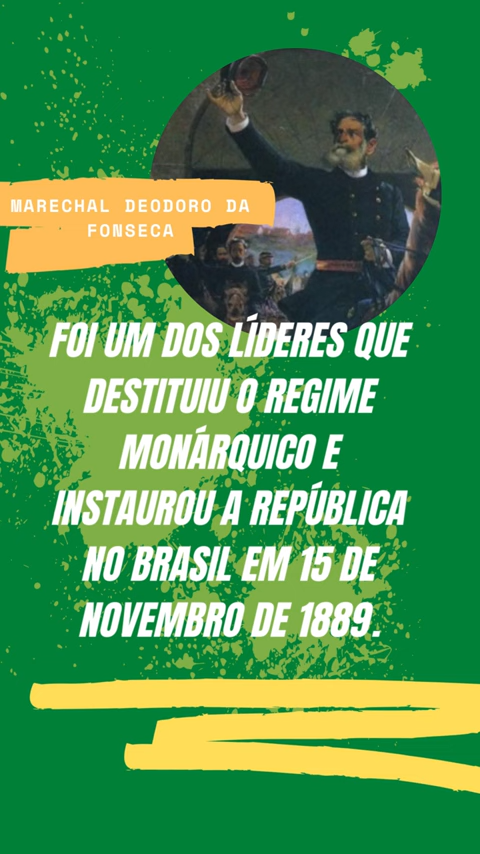 MARECHAL DEODORO DA
FONSECA
FOI UM DOS LÍDERES QUE
DESTITUIU O REGIME
MONÁRQUICO E
INSTAUROU A REPÚBLICA
NO BRASIL EM 15 DE
NOVEMBRO DE 1889.